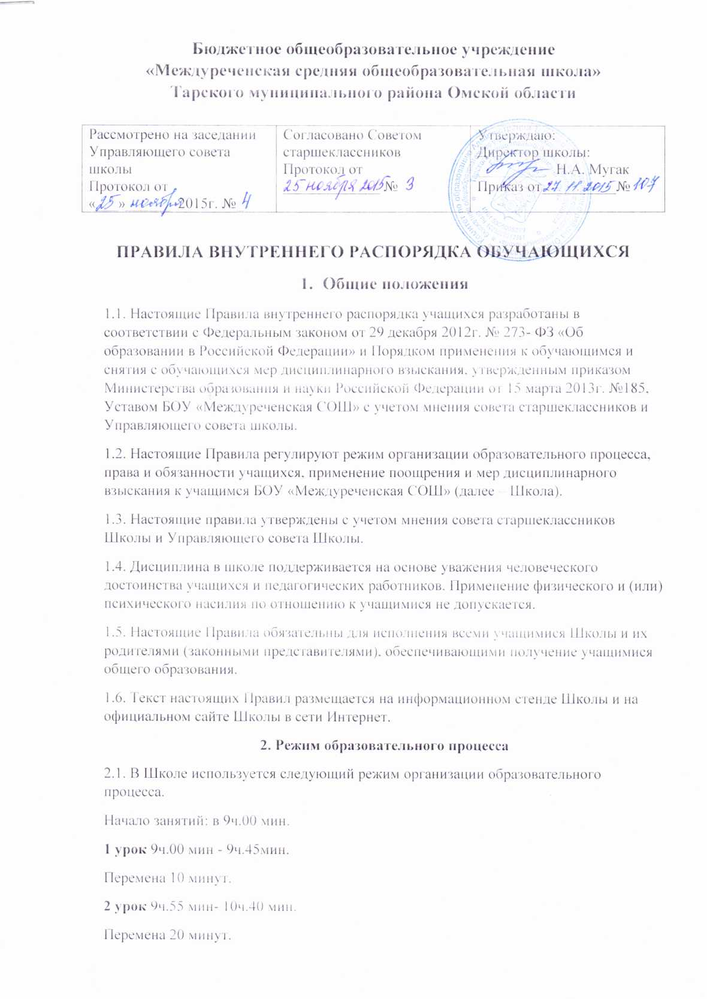 Бюджетное общеобразовательное учреждение
«Междуреченская средняя общеобразовательная школа»
Тарского муниципального района Омской области
Рассмотрено на заседании
Управляющего совета
школы
Протокол от
«25» ноября 2015г. № 4
Согласовано Советом
старшеклассников
Протокол от
25 ноября 2015№ 3
Утверждаю:
Директор школы:
Н.А. Мугак
Приказ от 27.11.2015№ 107
ПРАВИЛА ВНУТРЕННЕГО РАСПОРЯДКА ОБУЧАЮЩИХСЯ
1. Общие положения
1.1. Настоящие Правила внутреннего распорядка учащихся разработаны в
соответствии с Федеральным законом от 29 декабря 2012г. № 273- ФЗ «Об
образовании в Российской Федерации» и Порядком применения к обучающимся и
снятия с обучающихся мер дисциплинарного взыскания, утвержденным приказом
Министерства образования и науки Российской Федерации от 15 марта 2013г. №185,
Уставом БОУ «Междуреченская СОШ» с учетом мнения совета старшеклассников и
Управляющего совета школы.
1.2. Настоящие Правила регулируют режим организации образовательного процесса,
права и обязанности учащихся, применение поощрения и мер дисциплинарного
взыскания к учащимся БОУ «Междуреченская СОШ» (далее – Школа).
1.3. Настоящие правила утверждены с учетом мнения совета старшеклассников
Школы и Управляющего совета Школы.
1.4. Дисциплина в школе поддерживается на основе уважения человеческого
достоинства учащихся и педагогических работников. Применение физического и (или)
психического насилия по отношению к учащимися не допускается.
1.5. Настоящие Правила обязательны для исполнения всеми учащимися Школы и их
родителями (законными представителями), обеспечивающими получение учащимися
общего образования.
1.6. Текст настоящих Правил размещается на информационном стенде Школы и на
официальном сайте Школы в сети Интернет.
2. Режим образовательного процесса
2.1. В Школе используется следующий режим организации образовательного
процесса.
Начало занятий: в 9ч.00 мин.
1 урок 9ч.00 мин - 9ч.45мин.
Перемена 10 минут.
2 урок 9ч.55 мин- 10ч.40 мин.
Перемена 20 минут.